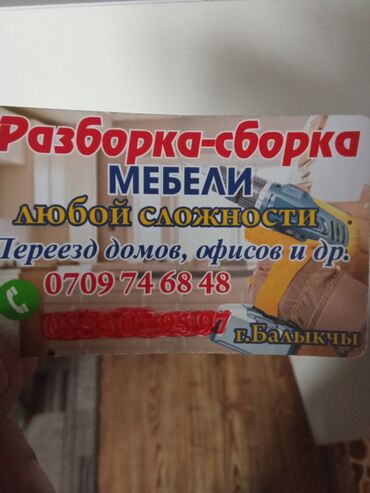 Разборка-сборка
МЕБЕЛИ
любой сложности
Переезд домов, офисов и др.
0709 74 68 48
г.Балыкчы